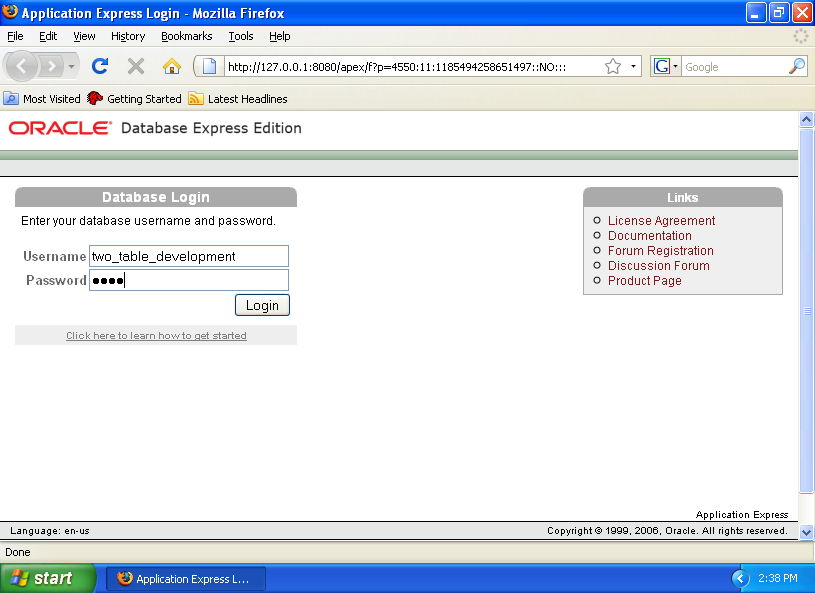 Application Express Login - Mozilla Firefox
File Edit View History Bookmarks Tools Help
http://127.0.0.1:8080/apex/f?p=4550:11:1185494258651497::NO::: G Google
Most Visited Getting Started Latest Headlines
ORACLE Database Express Edition
Database Login
Enter your database username and password.
Username two_table_development
Password ●●●●
Login
Click here to learn how to get started
Links
License Agreement
Documentation
Forum Registration
Discussion Forum
Product Page
Application Express
Language: en-us Copyright © 1999, 2006, Oracle. All rights reserved.
Done
start Application Express L... 2:38 PM